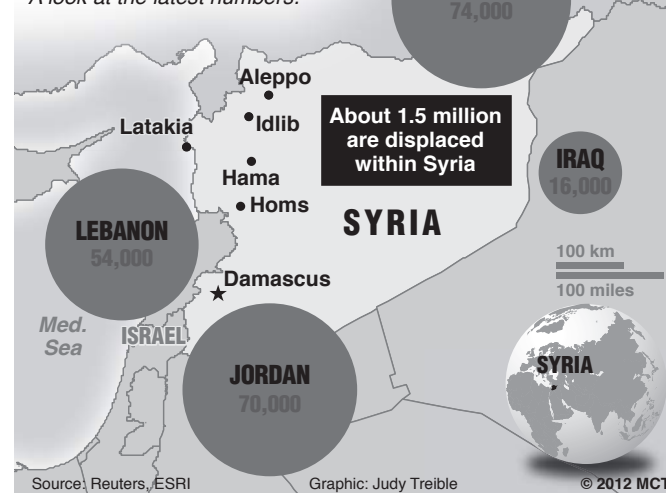 A look at the latest numbers:
74,000
Aleppo
Idlib
Latakia
About 1.5 million
are displaced
within Syria
Hama
Homs
IRAQ
16,000
SYRIA
LEBANON
54,000
100 km
100 miles
Damascus
Med.
Sea
ISRAEL
JORDAN
70,000
SYRIA
Source: Reuters, ESRI
Graphic: Judy Treible
© 2012 MCT